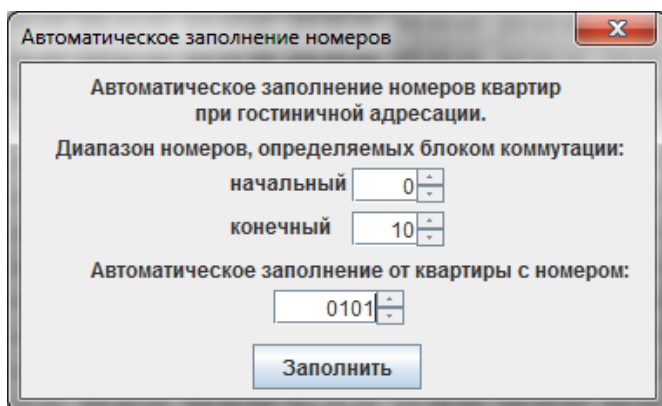 Автоматическое заполнение номеров
Автоматическое заполнение номеров квартир
при гостиничной адресации.
Диапазон номеров, определяемых блоком коммутации:
начальный 0
конечный 10
Автоматическое заполнение от квартиры с номером:
0101
Заполнить